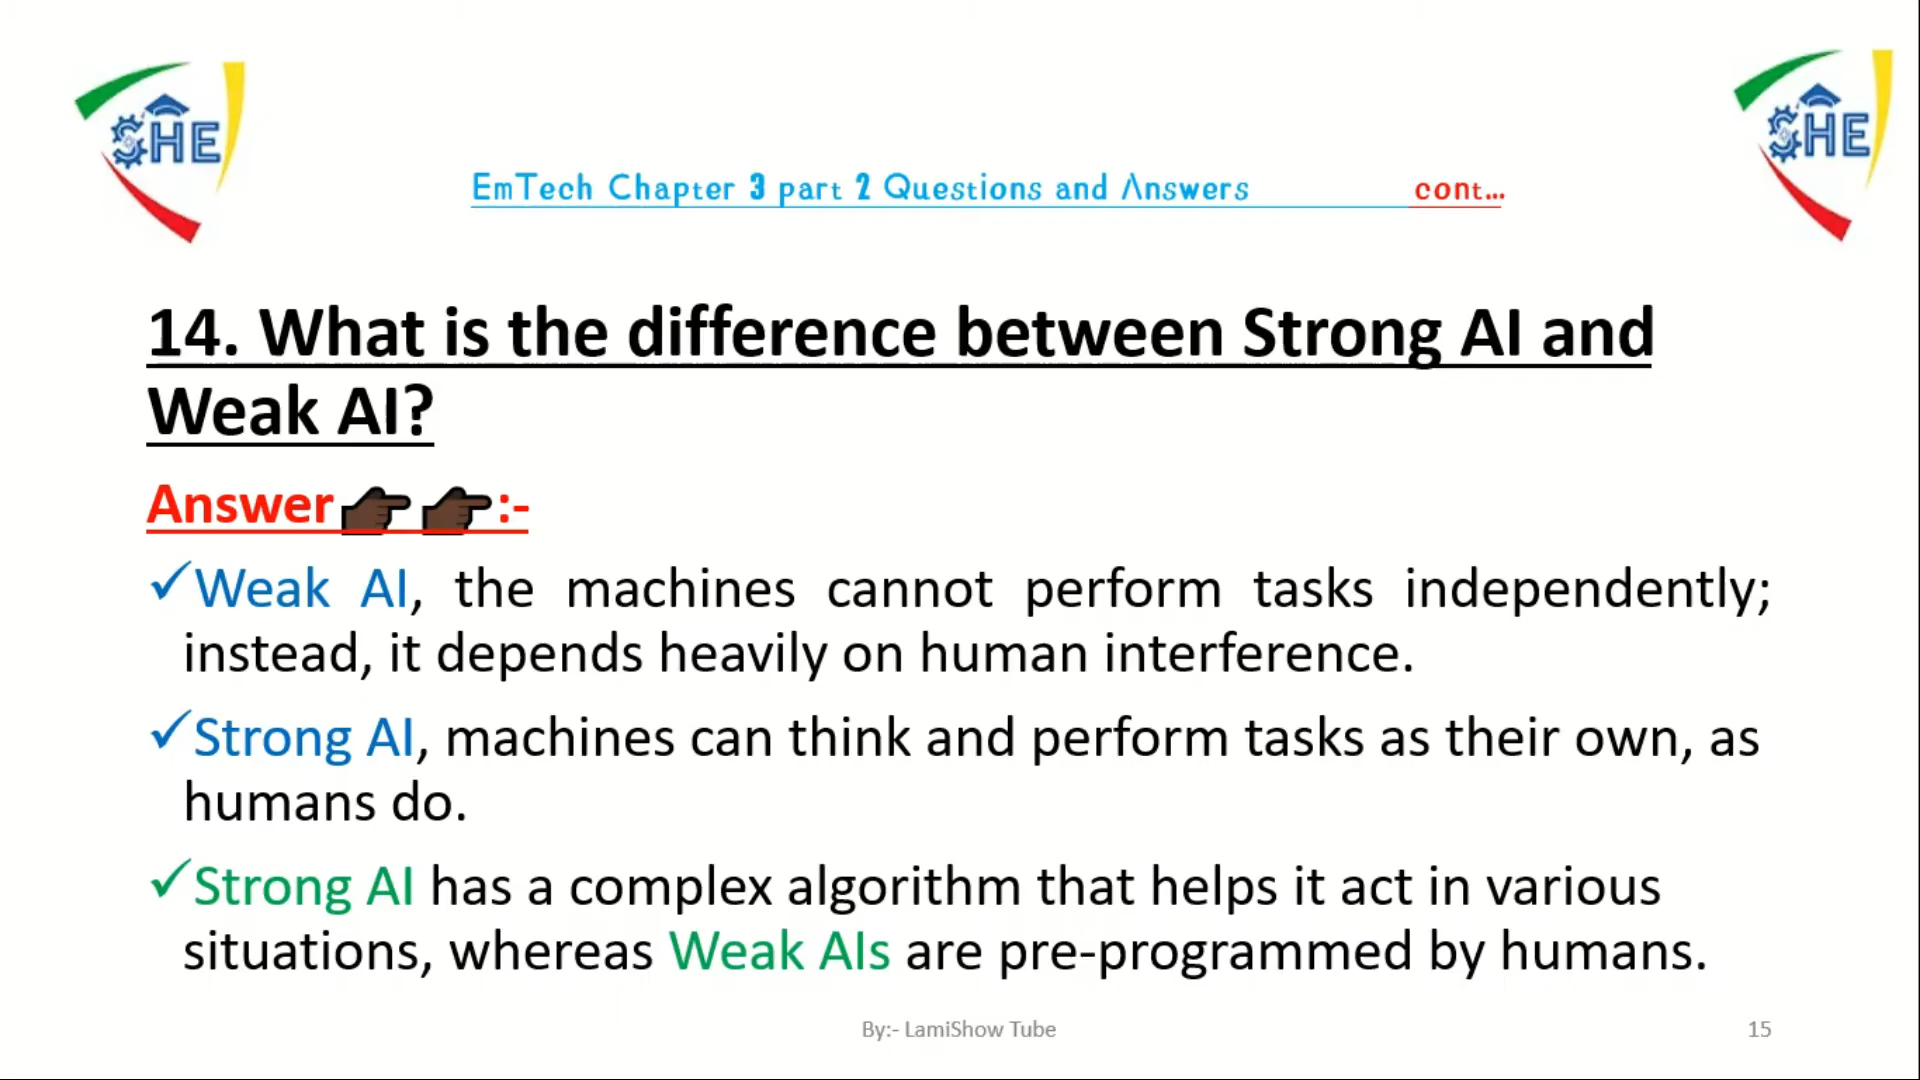 SHE
SHE
EmTech Chapter 3 part 2 Questions and Answers cont...
14. What is the difference between Strong AI and
Weak AI?
Answer👉🏿👉🏿:-
✓Weak AI, the machines cannot perform tasks independently;
instead, it depends heavily on human interference.
✓Strong AI, machines can think and perform tasks as their own, as
humans do.
✓Strong AI has a complex algorithm that helps it act in various
situations, whereas Weak AIs are pre-programmed by humans.
By:- LamiShow Tube
15